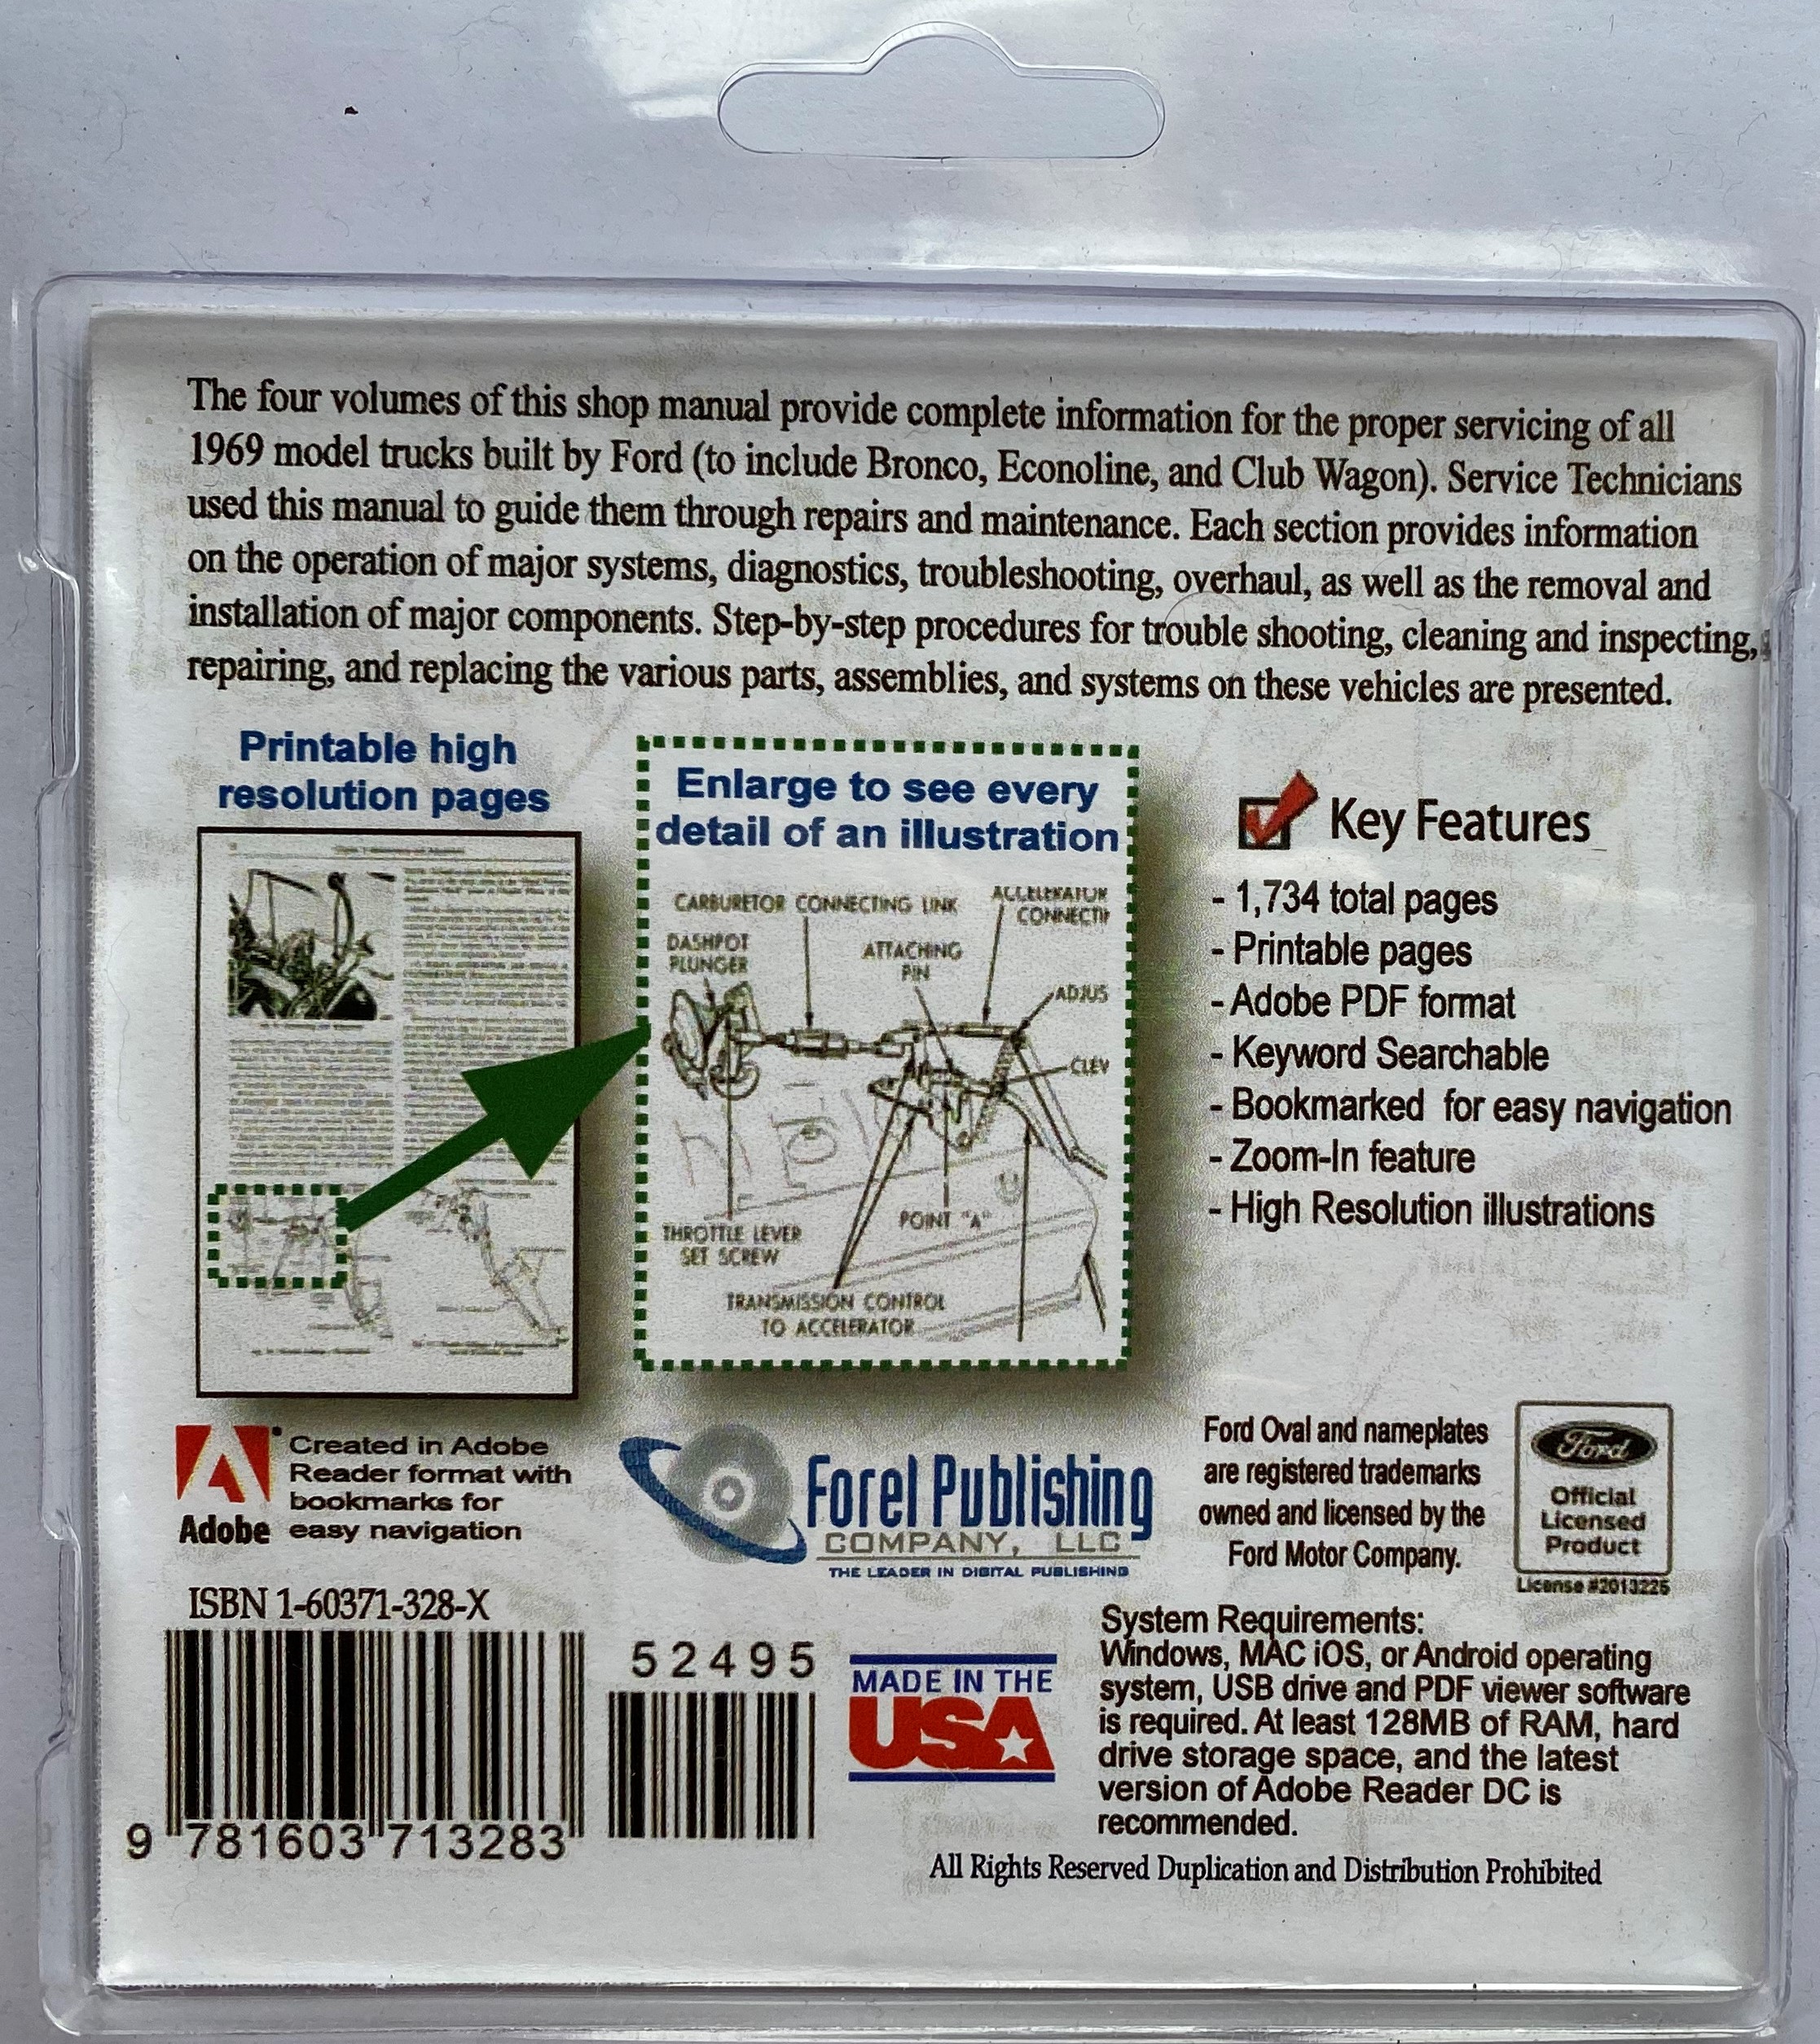 The four volumes of this shop manual provide complete information for the proper servicing of all
1969 model trucks built by Ford (to include Bronco, Econoline, and Club Wagon). Service Technicians
used this manual to guide them through repairs and maintenance. Each section provides information
on the operation of major systems, diagnostics, troubleshooting, overhaul, as well as the removal and
installation of major components. Step-by-step procedures for trouble shooting, cleaning and inspecting,
repairing, and replacing the various parts, assemblies, and systems on these vehicles are presented.
Printable high
resolution pages
Enlarge to see every
detail of an illustration
CARBURETOR CONNECTING LINK
ACCELERATOR
CONNECTI
DASHPOT
PLUNGER
ATTACHING
PIN
ADJUS
CLEV
THROTTLE LEVER
SET SCREW
POINT "A"
TRANSMISSION CONTROL
TO ACCELERATOR
Key Features
- 1,734 total pages
- Printable pages
- Adobe PDF format
- Keyword Searchable
- Bookmarked for easy navigation
- Zoom-In feature
- High Resolution illustrations
Adobe
Created in Adobe
Reader format with
bookmarks for
easy navigation
Forel Publishing
COMPANY, LLC
THE LEADER IN DIGITAL PUBLISHING
Ford Oval and nameplates
are registered trademarks
owned and licensed by the
Ford Motor Company.
Ford
Official
Licensed
Product
License #2013225
ISBN 1-60371-328-X
9 781603 713283
52495
MADE IN THE
USA
System Requirements:
Windows, MAC iOS, or Android operating
system, USB drive and PDF viewer software
is required. At least 128MB of RAM, hard
drive storage space, and the latest
version of Adobe Reader DC is
recommended.
All Rights Reserved Duplication and Distribution Prohibited